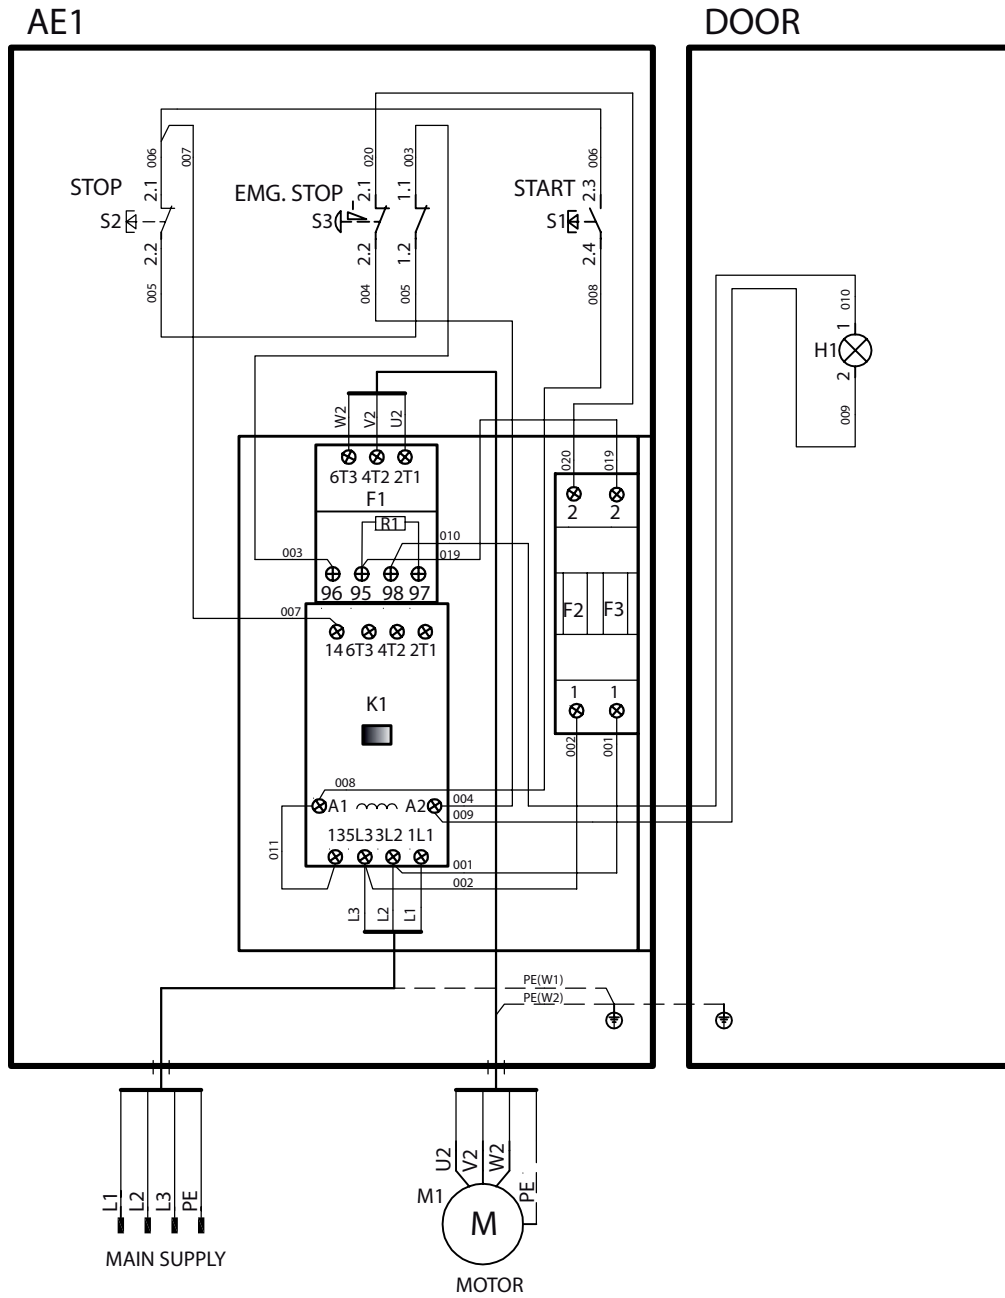 AE1
DOOR
006
007
020
003
006
STOP
2.1
EMG. STOP
2.1
1.1
START
2.3
S2
S3
S1
2.2
2.2
1.2
2.4
005
004
005
008
010
1
H1
2
009
W2
V2
U2
020
019
6T3 4T2 2T1
F1
2
2
R1
010
003
019
96 95 98 97
F2
F3
007
14 6T3 4T2 2T1
1
1
K1
002
001
008
A1
A2
004
009
011
135L3 3L2 1L1
001
002
L3
L2
L1
PE(W1)
PE(W2)
U2
V2
W2
PE
L1
L2
L3
PE
M1
M
MAIN SUPPLY
MOTOR